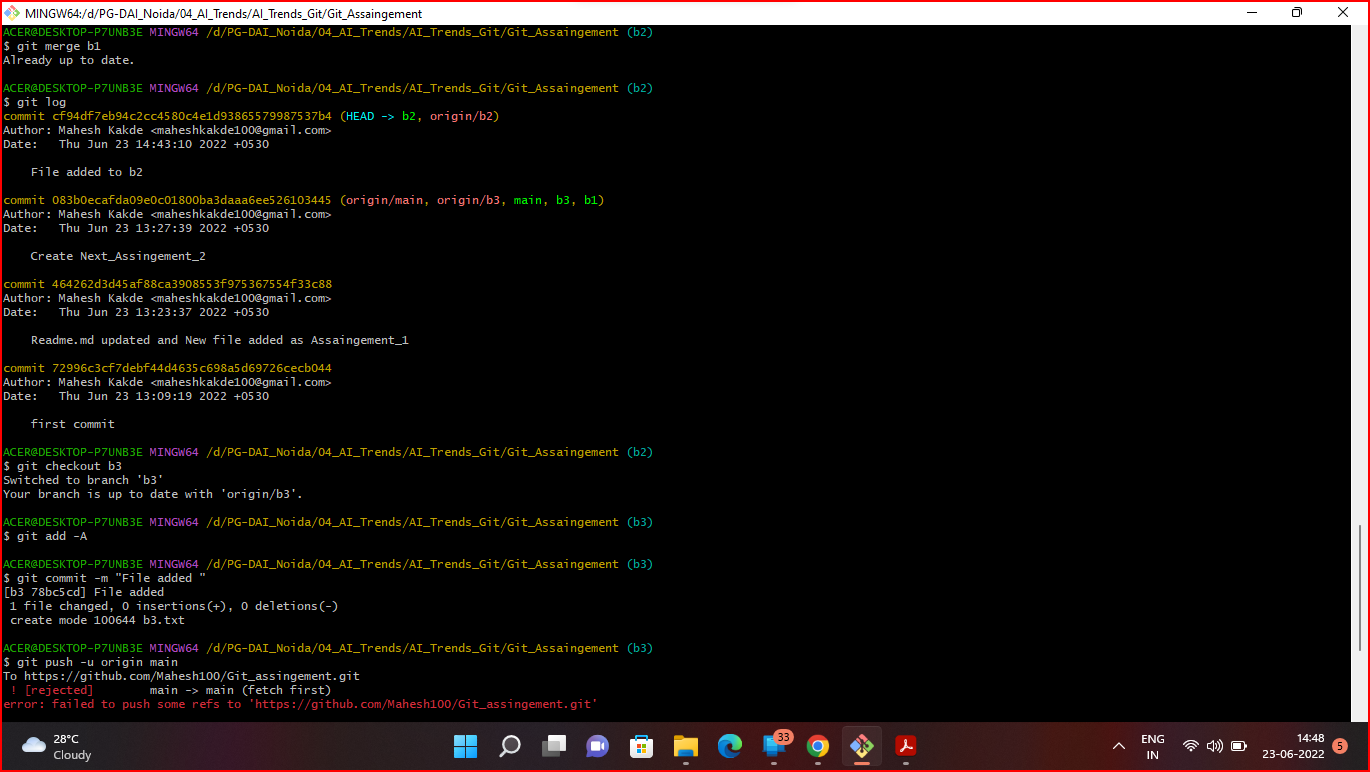 MINGW64:/d/PG-DAI_Noida/04_AI_Trends/AI_Trends_Git/Git_Assaingement
ACER@DESKTOP-P7UNB3E MINGW64 /d/PG-DAI_Noida/04_AI_Trends/AI_Trends_Git/Git_Assaingement (b2)
$ git merge b1
Already up to date.
ACER@DESKTOP-P7UNB3E MINGW64 /d/PG-DAI_Noida/04_AI_Trends/AI_Trends_Git/Git_Assaingement (b2)
$ git log
commit cf94df7eb94c2cc4580c4e1d93865579987537b4 (HEAD -> b2, origin/b2)
Author: Mahesh Kakde <maheshkakde100@gmail.com>
Date:   Thu Jun 23 14:43:10 2022 +0530
File added to b2
commit 083b0ecafda09e0c01800ba3daaa6ee526103445 (origin/main, origin/b3, main, b3, b1)
Author: Mahesh Kakde <maheshkakde100@gmail.com>
Date:   Thu Jun 23 13:27:39 2022 +0530
Create Next_Assingement_2
commit 464262d3d45af88ca3908553f975367554f33c88
Author: Mahesh Kakde <maheshkakde100@gmail.com>
Date:   Thu Jun 23 13:23:37 2022 +0530
Readme.md updated and New file added as Assaingement_1
commit 72996c3cf7debf44d4635c698a5d69726cecb044
Author: Mahesh Kakde <maheshkakde100@gmail.com>
Date:   Thu Jun 23 13:09:19 2022 +0530
first commit
ACER@DESKTOP-P7UNB3E MINGW64 /d/PG-DAI_Noida/04_AI_Trends/AI_Trends_Git/Git_Assaingement (b2)
$ git checkout b3
Switched to branch 'b3'
Your branch is up to date with 'origin/b3'.
ACER@DESKTOP-P7UNB3E MINGW64 /d/PG-DAI_Noida/04_AI_Trends/AI_Trends_Git/Git_Assaingement (b3)
$ git add -A
ACER@DESKTOP-P7UNB3E MINGW64 /d/PG-DAI_Noida/04_AI_Trends/AI_Trends_Git/Git_Assaingement (b3)
$ git commit -m "File added "
[b3 78bc5cd] File added
1 file changed, 0 insertions(+), 0 deletions(-)
create mode 100644 b3.txt
ACER@DESKTOP-P7UNB3E MINGW64 /d/PG-DAI_Noida/04_AI_Trends/AI_Trends_Git/Git_Assaingement (b3)
$ git push -u origin main
To https://github.com/Mahesh100/Git_assingement.git
! [rejected]        main -> main (fetch first)
error: failed to push some refs to 'https://github.com/Mahesh100/Git_assingement.git'
28°C
Cloudy
33
ENG
IN
14:48
23-06-2022
5